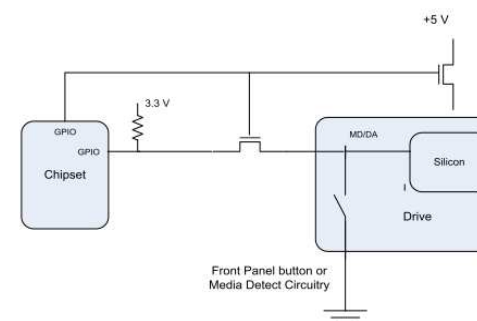 +5 V
3.3 V
GPIO
GPIO
Chipset
MD/DA
Silicon
Drive
Front Panel button or
Media Detect Circuitry